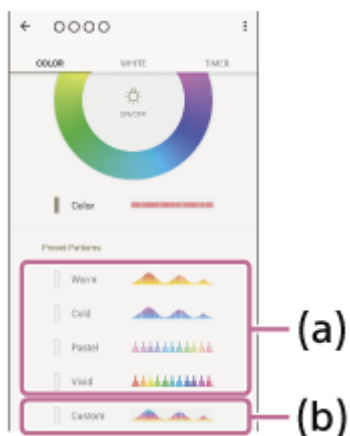 ← OOOO
COLOR WHITE TIMER
ON/OFF
Color
Preset Patterns
Warm
Cold
Pastel
Vivid
Custom
(a)
(b)